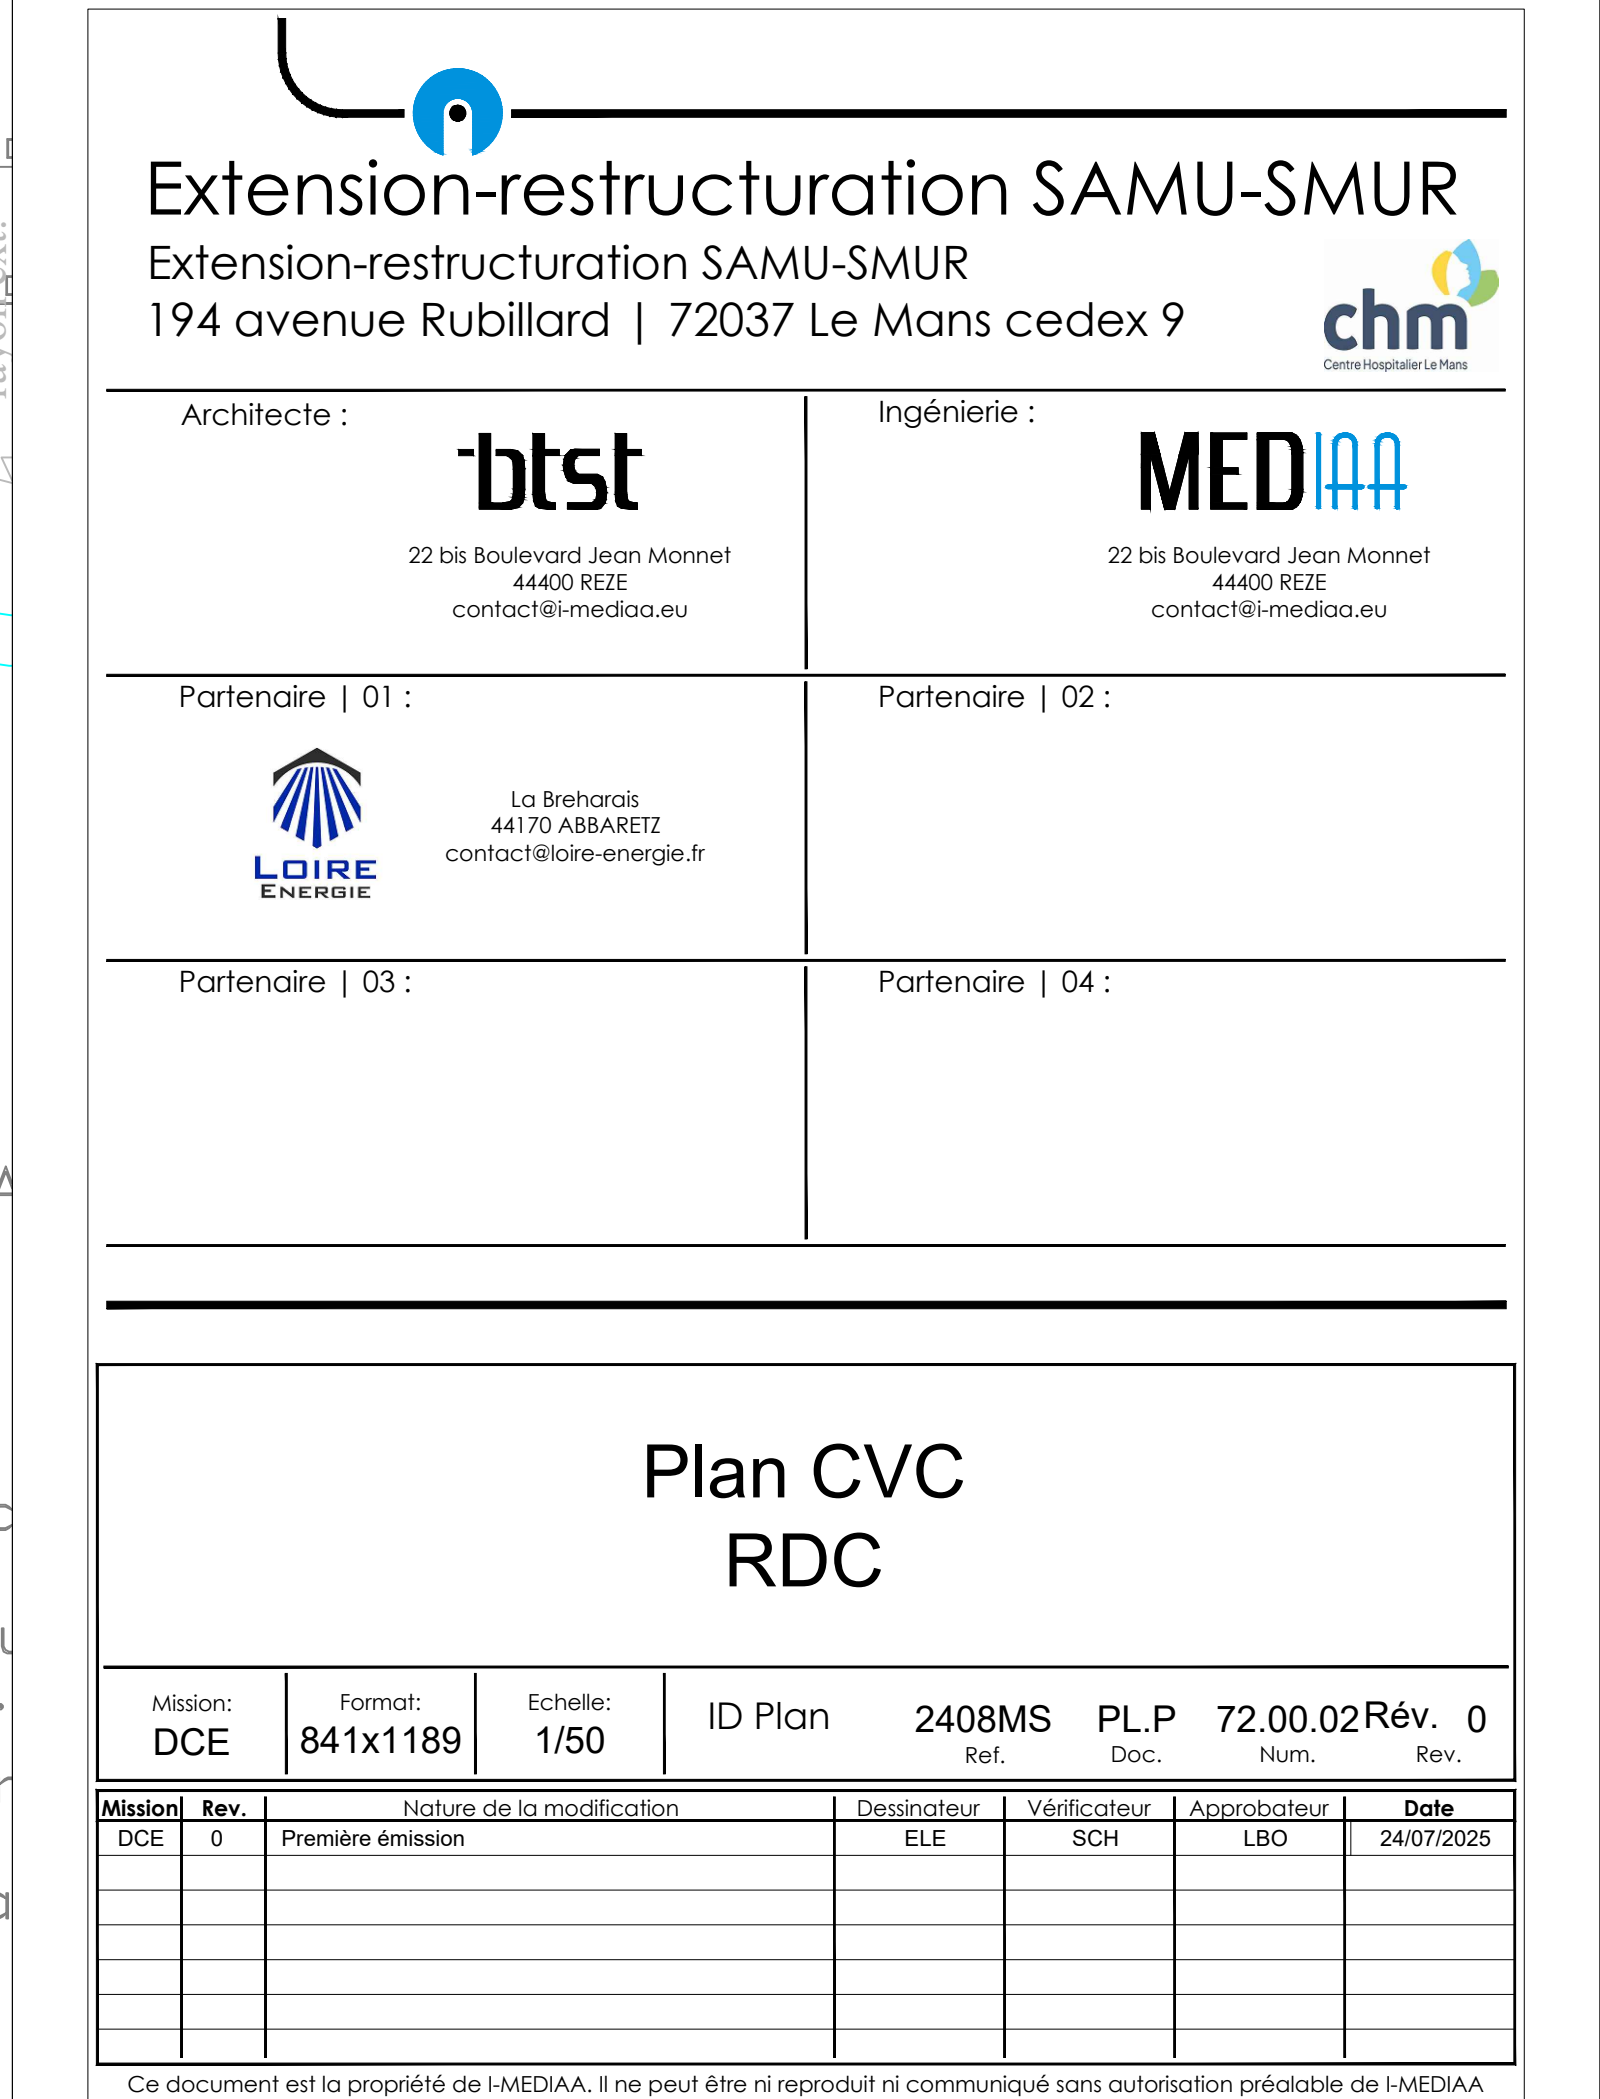 Extension-restructuration SAMU-SMUR
Extension-restructuration SAMU-SMUR
194 avenue Rubillard | 72037 Le Mans cedex 9
chm
Centre Hospitalier Le Mans
Architecte :
btst
22 bis Boulevard Jean Monnet
44400 REZE
contact@i-mediaa.eu
Ingénierie :
MEDIAA
22 bis Boulevard Jean Monnet
44400 REZE
contact@i-mediaa.eu
Partenaire | 01 :
LOIRE
ENERGIE
La Breharais
44170 ABBARETZ
contact@loire-energie.fr
Partenaire | 02 :
Partenaire | 03 :
Partenaire | 04 :
Plan CVC
RDC
Mission:
DCE
Format:
841x1189
Echelle:
1/50
ID Plan
2408MS PL.P 72.00.02 Rév. 0
Ref. Doc. Num. Rev.
Mission Rev. Nature de la modification Dessinateur Vérificateur Approbateur Date
DCE 0 Première émission ELE SCH LBO 24/07/2025
Ce document est la propriété de I-MEDIAA. Il ne peut être ni reproduit ni communiqué sans autorisation préalable de I-MEDIAA